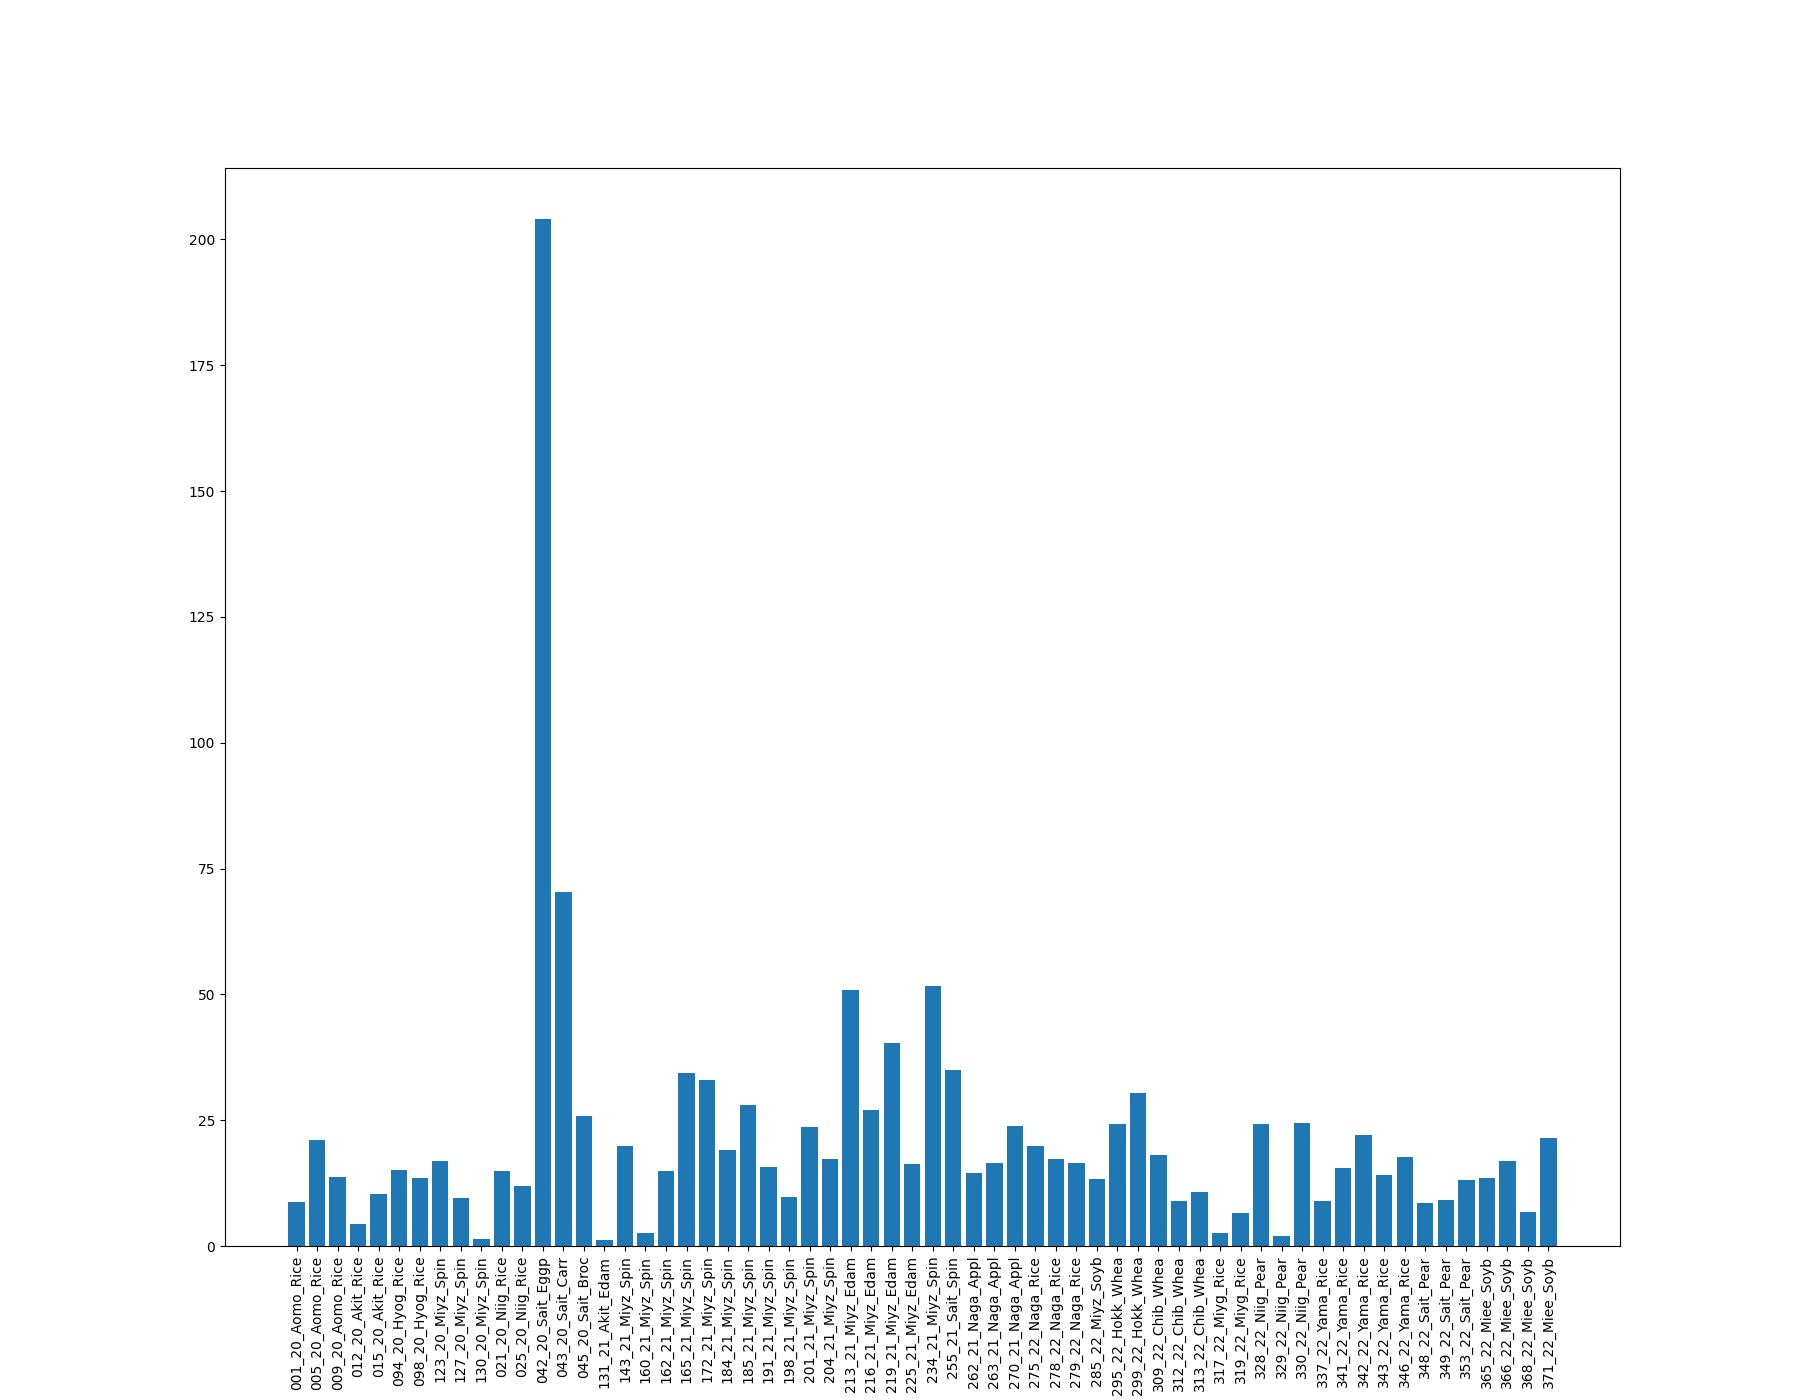 200
175
150
125
100
75
50
25
0
001_20_Aomo_Rice
005_20_Aomo_Rice
009_20_Aomo_Rice
012_20_Akit_Rice
015_20_Akit_Rice
094_20_Hyog_Rice
098_20_Hyog_Rice
123_20_Miyz_Spin
127_20_Miyz_Spin
130_20_Miyz_Spin
021_20_Niig_Rice
025_20_Niig_Rice
042_20_Sait_Eggp
043_20_Sait_Carr
045_20_Sait_Broc
131_21_Akit_Edam
143_21_Miyz_Spin
160_21_Miyz_Spin
162_21_Miyz_Spin
165_21_Miyz_Spin
172_21_Miyz_Spin
184_21_Miyz_Spin
185_21_Miyz_Spin
191_21_Miyz_Spin
198_21_Miyz_Spin
201_21_Miyz_Spin
204_21_Miyz_Spin
213_21_Miyz_Edam
216_21_Miyz_Edam
219_21_Miyz_Edam
225_21_Miyz_Edam
234_21_Miyz_Spin
255_21_Sait_Spin
262_21_Naga_Appl
263_21_Naga_Appl
270_21_Naga_Appl
275_22_Naga_Rice
278_22_Naga_Rice
279_22_Naga_Rice
285_22_Miyz_Soyb
295_22_Hokk_Whea
299_22_Hokk_Whea
309_22_Chib_Whea
312_22_Chib_Whea
313_22_Chib_Whea
317_22_Miyg_Rice
319_22_Miyg_Rice
328_22_Niig_Pear
329_22_Niig_Pear
330_22_Niig_Pear
337_22_Yama_Rice
341_22_Yama_Rice
342_22_Yama_Rice
343_22_Yama_Rice
346_22_Yama_Rice
348_22_Sait_Pear
349_22_Sait_Pear
353_22_Sait_Pear
365_22_Miee_Soyb
366_22_Miee_Soyb
368_22_Miee_Soyb
371_22_Miee_Soyb